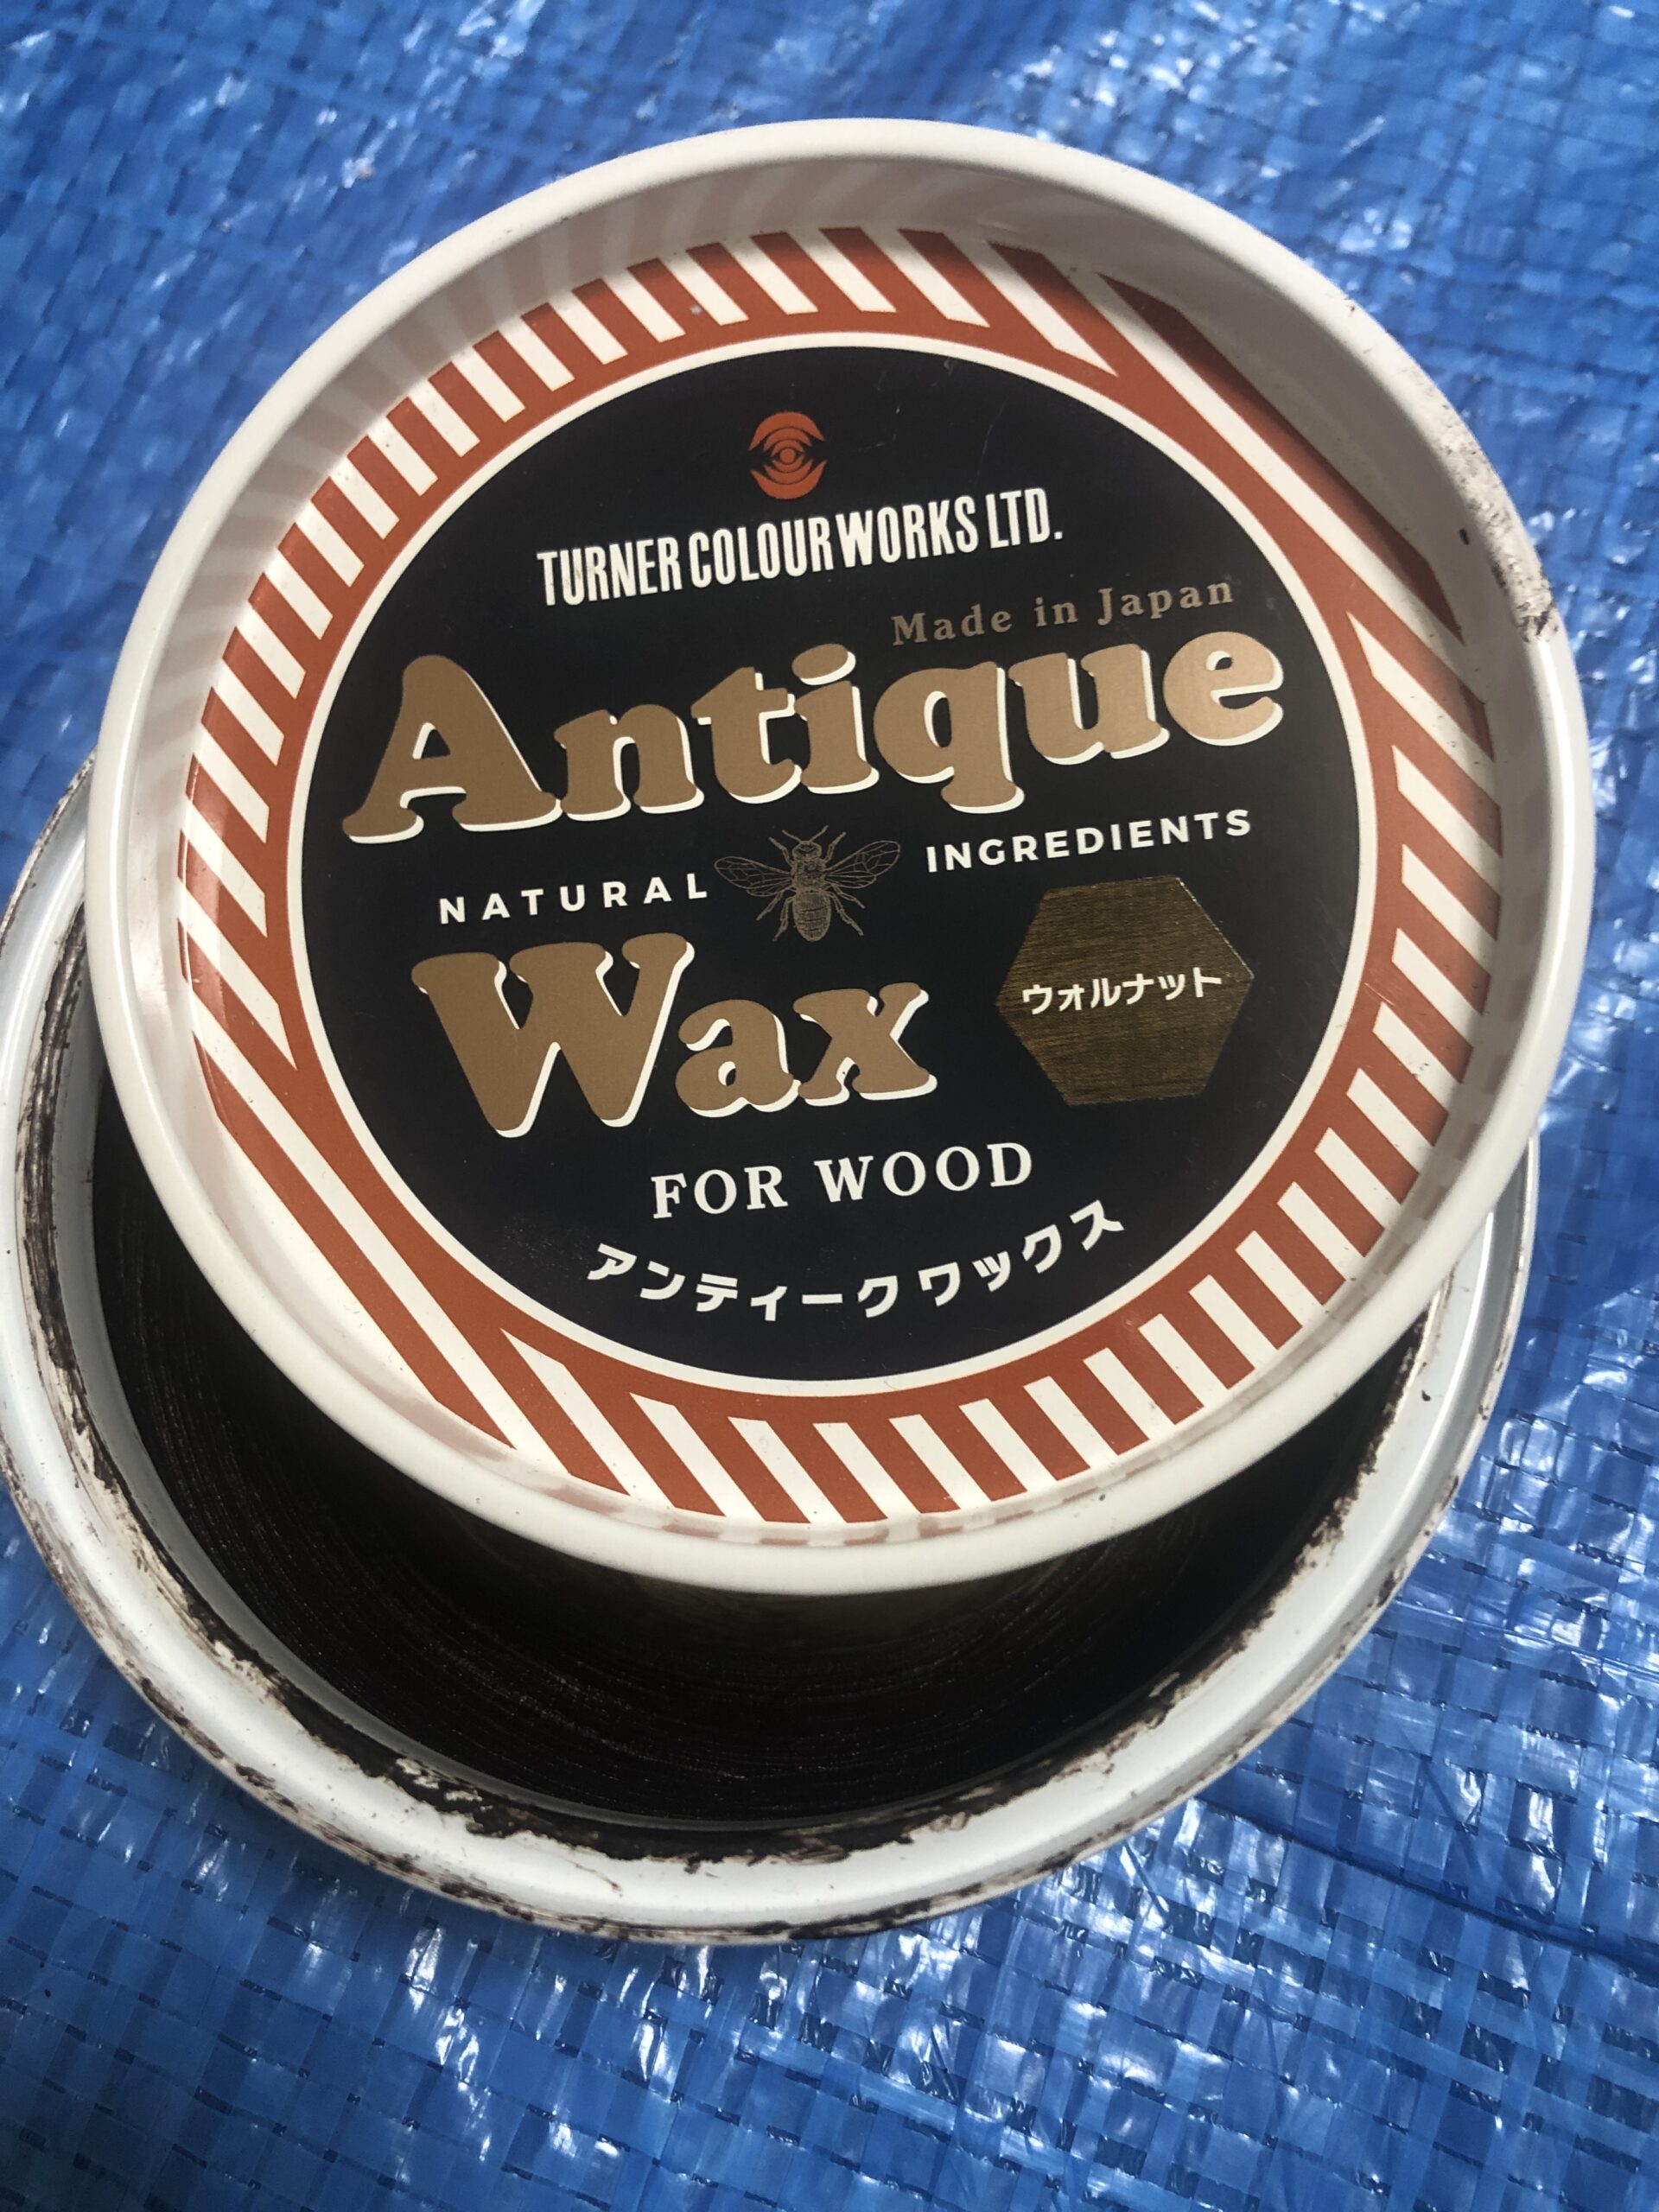 TURNER COLOUR WORKS LTD.
Made in Japan
Antique
NATURAL INGREDIENTS
Wax
ウォルナット
FOR WOOD
アンティークワックス